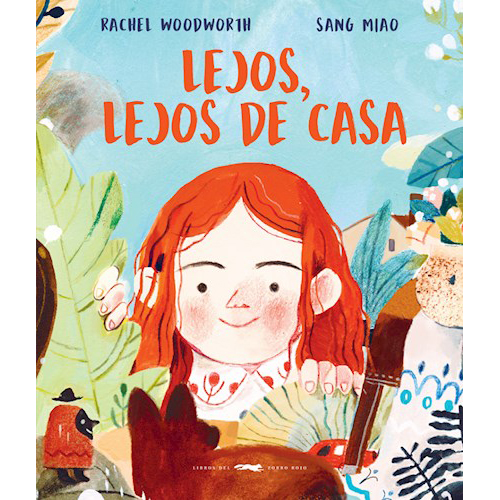 RACHEL WOODWORTH SANG MIAO
LEJOS,
LEJOS DE CASA
LIBROS DEL ZORRO ROJO